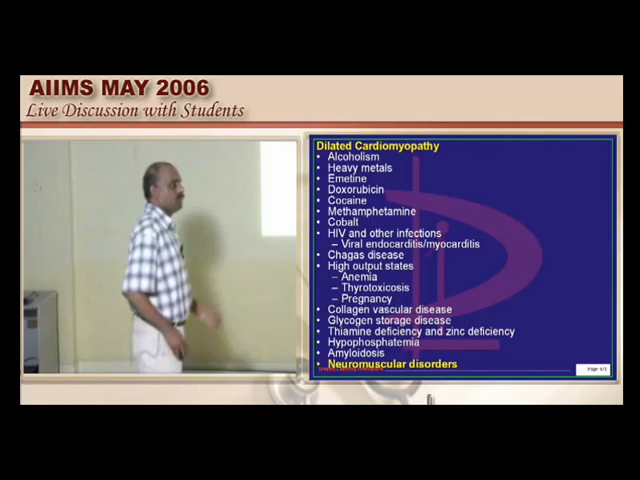 AIIMS MAY 2006
Live Discussion with Students
Dilated Cardiomyopathy
• Alcoholism
• Heavy metals
• Emetine
• Doxorubicin
• Cocaine
• Methamphetamine
• Cobalt
• HIV and other infections
– Viral endocarditis/myocarditis
• Chagas disease
• High output states
– Anemia
– Thyrotoxicosis
– Pregnancy
• Collagen vascular disease
• Glycogen storage disease
• Thiamine deficiency and zinc deficiency
• Hypophosphatemia
• Amyloidosis
• Neuromuscular disorders